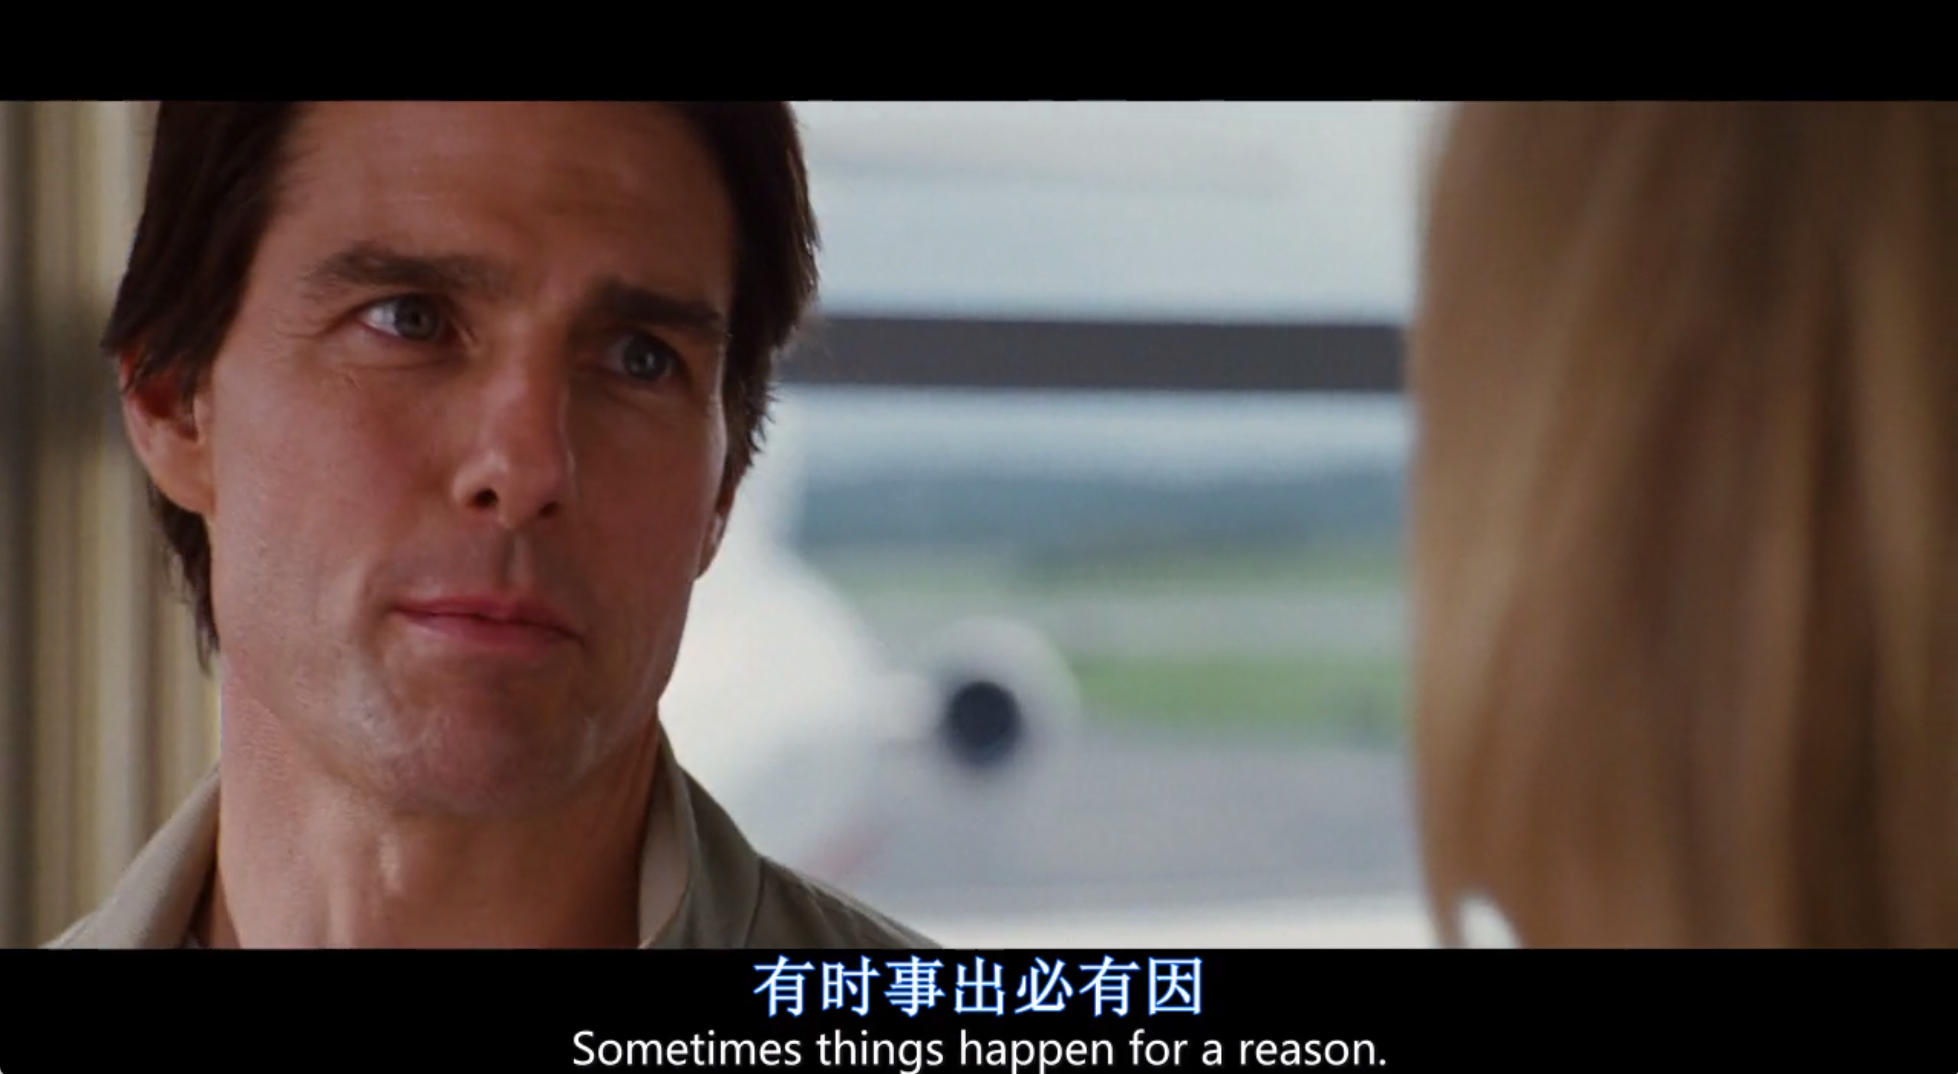 有时事出必有因
Sometimes things happen for a reason.